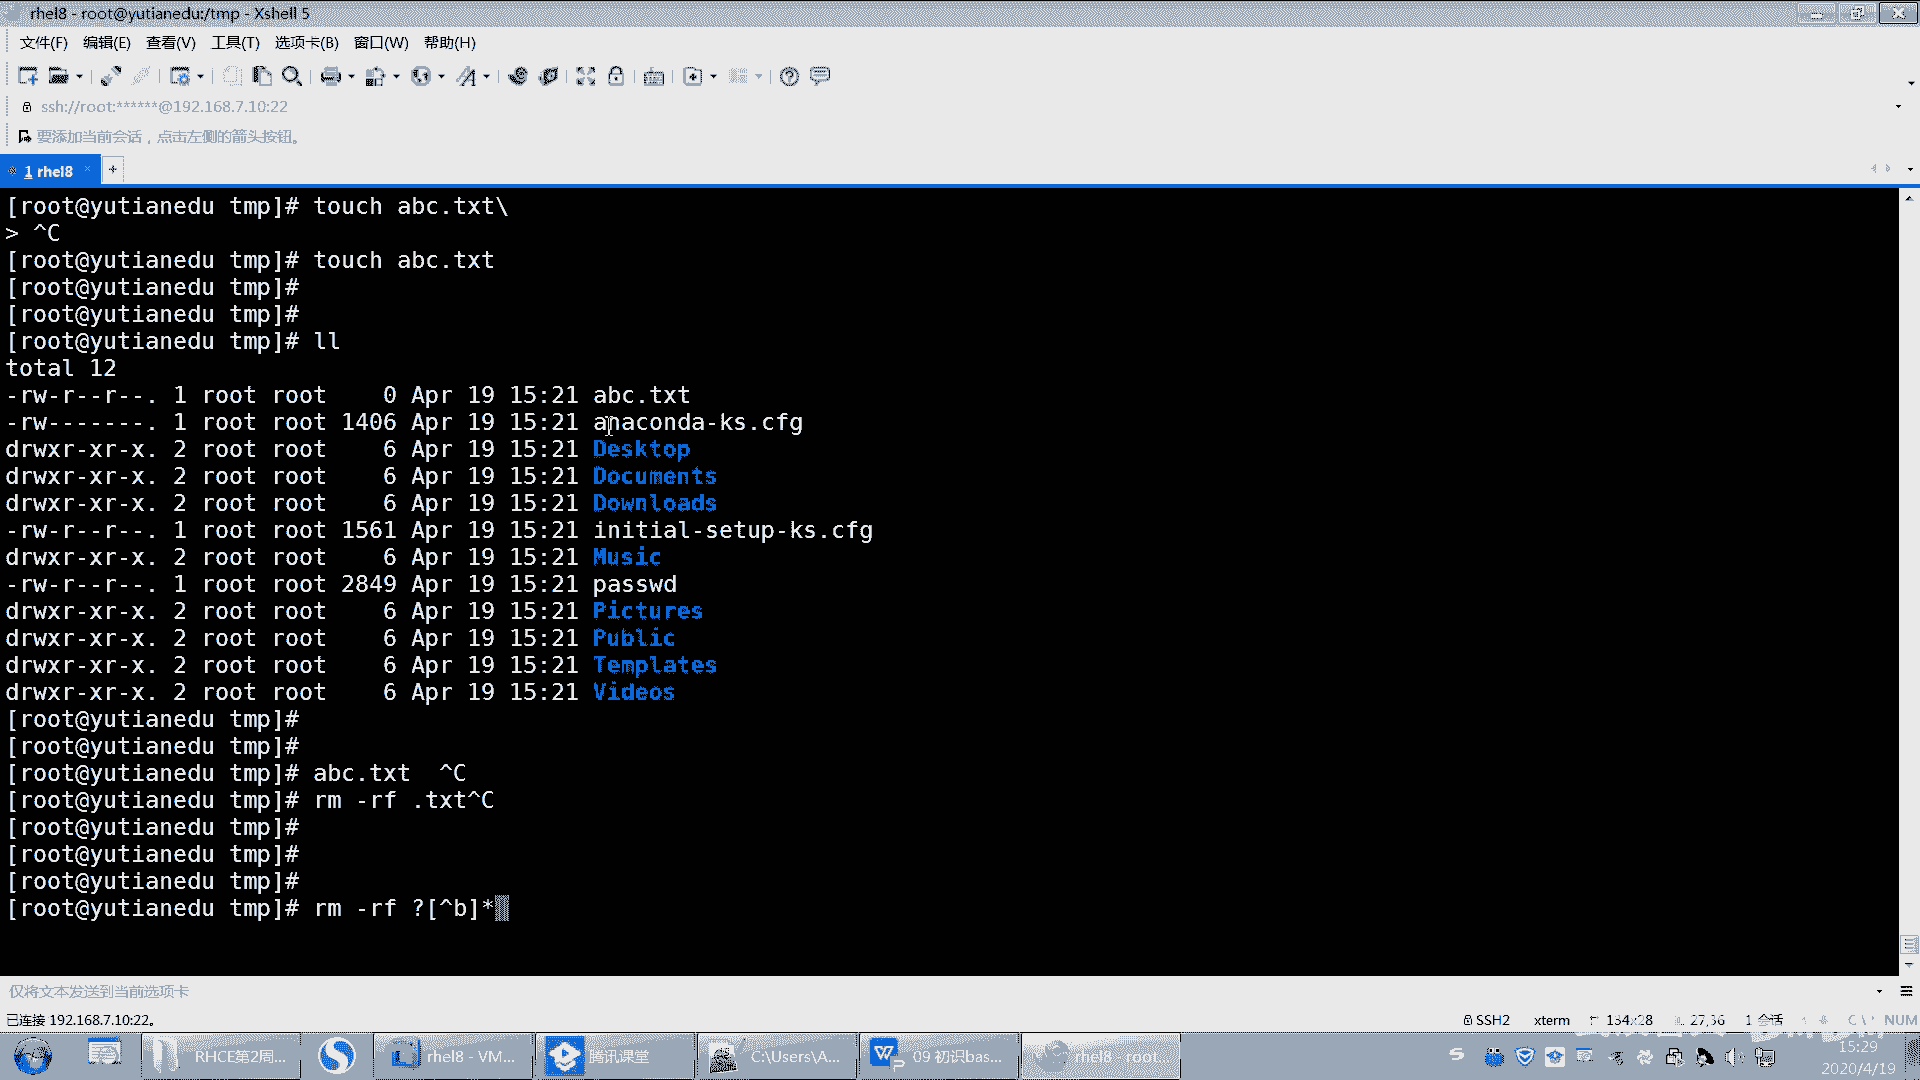 rhel8 - root@yutianedu:/tmp - Xshell 5
文件(F) 编辑(E) 查看(V) 工具(T) 选项卡(B) 窗口(W) 帮助(H)
ssh://root:******@192.168.7.10:22
要添加当前会话，点击左侧的箭头按钮。
1 rhel8
[root@yutianedu tmp]# touch abc.txt\
> ^C
[root@yutianedu tmp]# touch abc.txt
[root@yutianedu tmp]#
[root@yutianedu tmp]#
[root@yutianedu tmp]# ll
total 12
-rw-r--r--. 1 root root    0 Apr 19 15:21 abc.txt
-rw-------. 1 root root 1406 Apr 19 15:21 anaconda-ks.cfg
drwxr-xr-x. 2 root root    6 Apr 19 15:21 Desktop
drwxr-xr-x. 2 root root    6 Apr 19 15:21 Documents
drwxr-xr-x. 2 root root    6 Apr 19 15:21 Downloads
-rw-r--r--. 1 root root 1561 Apr 19 15:21 initial-setup-ks.cfg
drwxr-xr-x. 2 root root    6 Apr 19 15:21 Music
-rw-r--r--. 1 root root 2849 Apr 19 15:21 passwd
drwxr-xr-x. 2 root root    6 Apr 19 15:21 Pictures
drwxr-xr-x. 2 root root    6 Apr 19 15:21 Public
drwxr-xr-x. 2 root root    6 Apr 19 15:21 Templates
drwxr-xr-x. 2 root root    6 Apr 19 15:21 Videos
[root@yutianedu tmp]#
[root@yutianedu tmp]#
[root@yutianedu tmp]# abc.txt  ^C
[root@yutianedu tmp]# rm -rf .txt^C
[root@yutianedu tmp]#
[root@yutianedu tmp]#
[root@yutianedu tmp]#
[root@yutianedu tmp]# rm -rf ?[^b]*
仅将文本发送到当前选项卡
已连接 192.168.7.10:22。 SSH2 xterm 134x28 27,36 1 会话 NUM
RHCE第2周... rhel8 - VM... 腾讯课堂 C:\Users\A... 09 初识bas... rhel8 - root... 15:29
2020/4/19